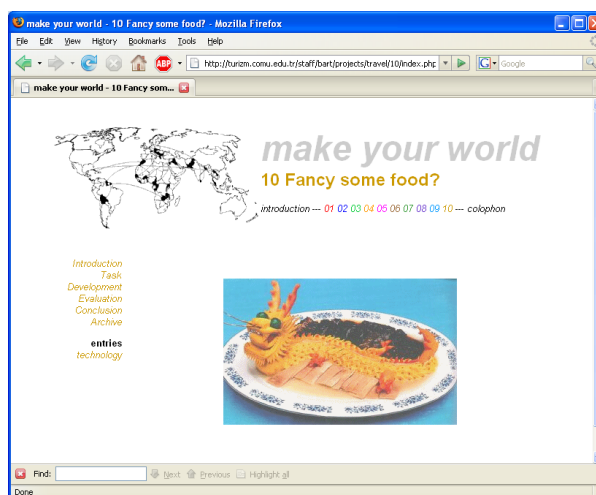 make your world - 10 Fancy some food? - Mozilla Firefox
File Edit View History Bookmarks Tools Help
ABP http://turizm.comu.edu.tr/staff/bart/projects/travel/10/index.php G Google
make your world - 10 Fancy som...
make your world
10 Fancy some food?
introduction --- 01 02 03 04 05 06 07 08 09 10 --- colophon
Introduction
Task
Development
Evaluation
Conclusion
Archive
entries
technology
Find: Next Previous Highlight all
Done